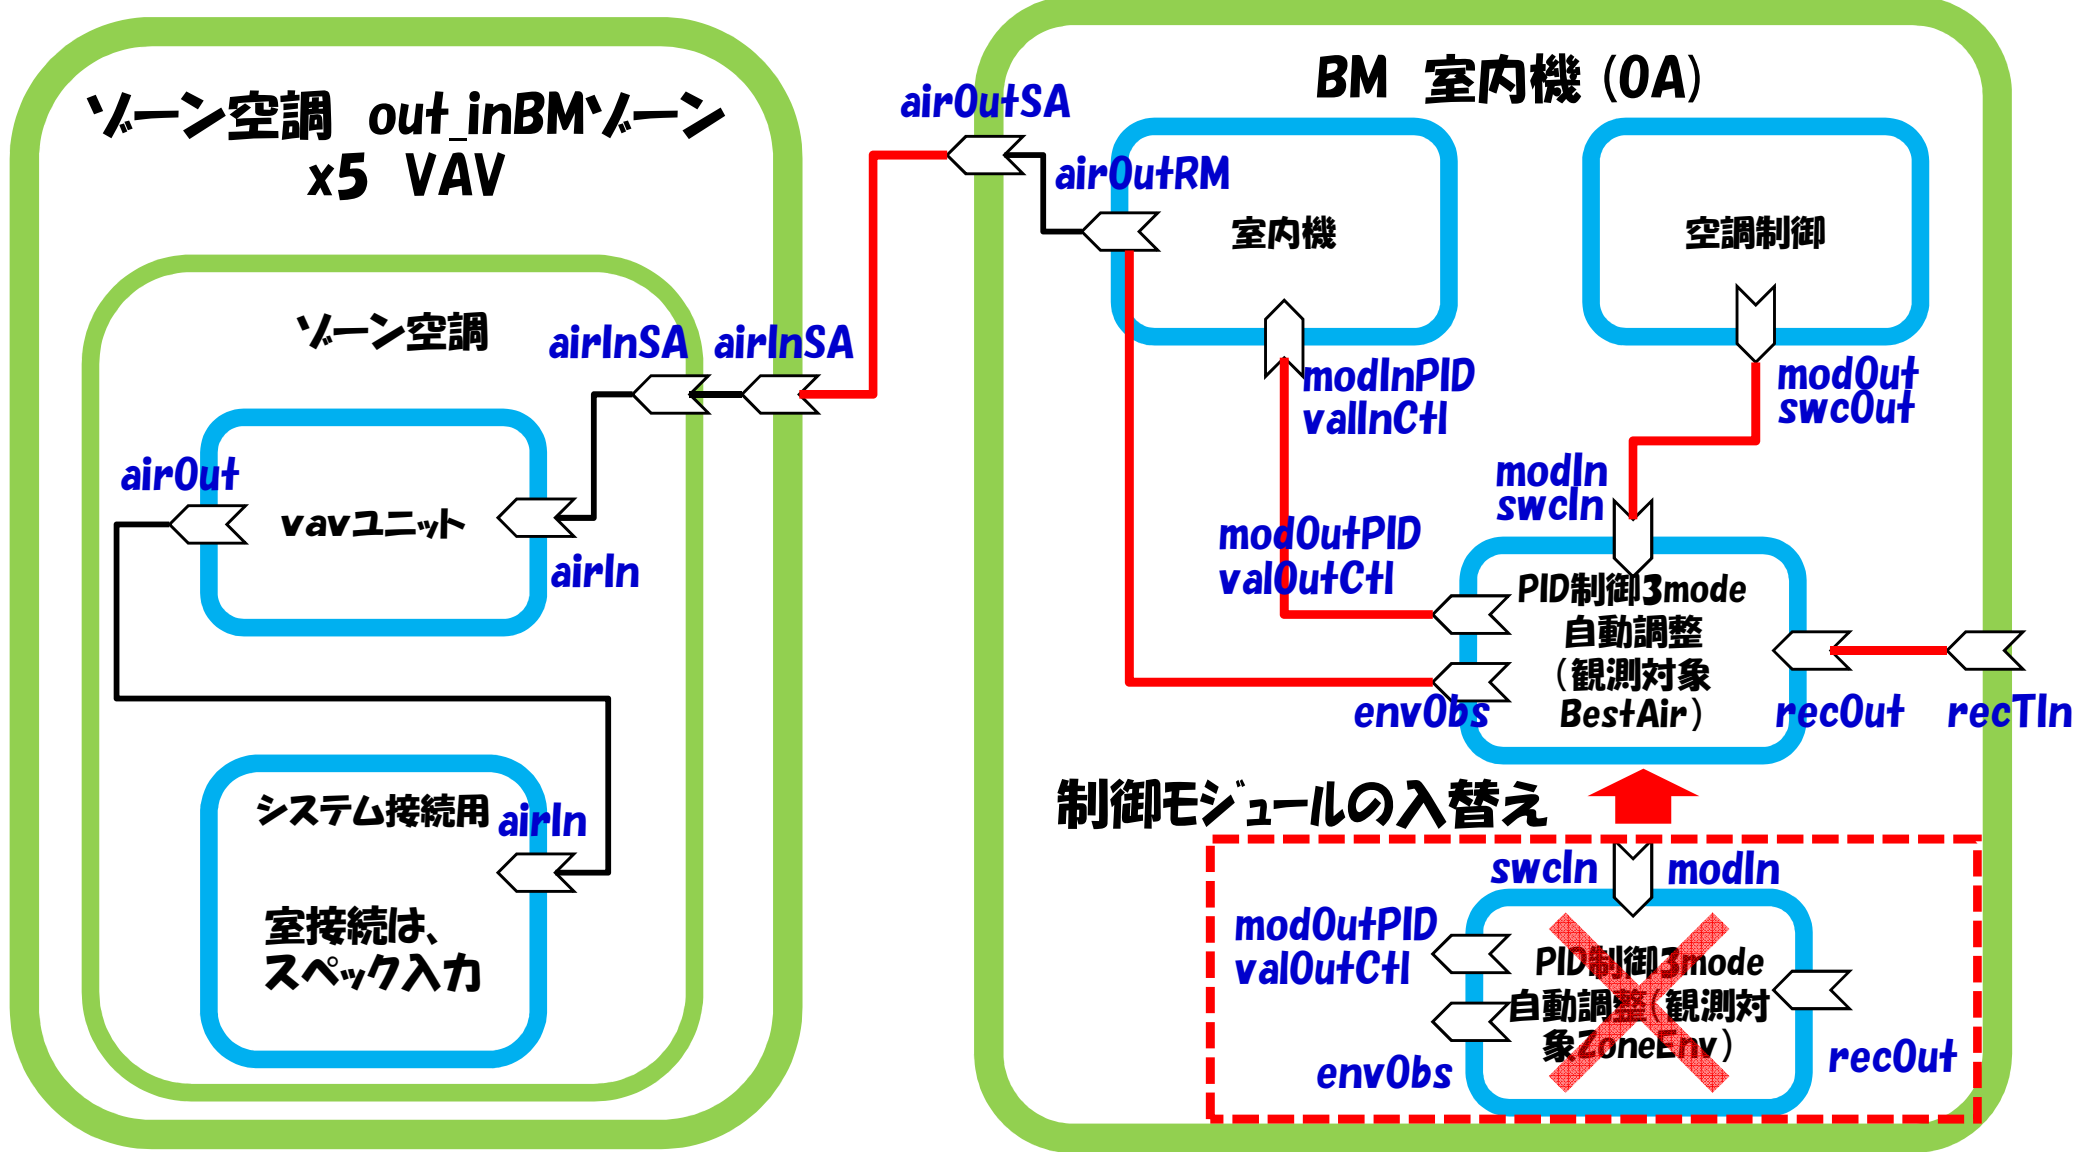 ゾーン空調 out_inBMゾーン
x5 VAV
ゾーン空調
airInSA
airInSA
airOut
vavユニット
airIn
システム接続用
airIn
室接続は、
スペック入力
BM 室内機(OA)
airOutSA
airOutRM
室内機
空調制御
modInPID
valInCtl
modOut
swcOut
modIn
swcIn
modOutPID
valOutCtl
PID制御3mode
自動調整
(観測対象
BestAir)
envObs
recOut
recTIn
制御モジュールの入替え
swcIn
modIn
modOutPID
valOutCtl
PID制御3mode
自動調整(観測対
象ZoneEnv)
envObs
recOut